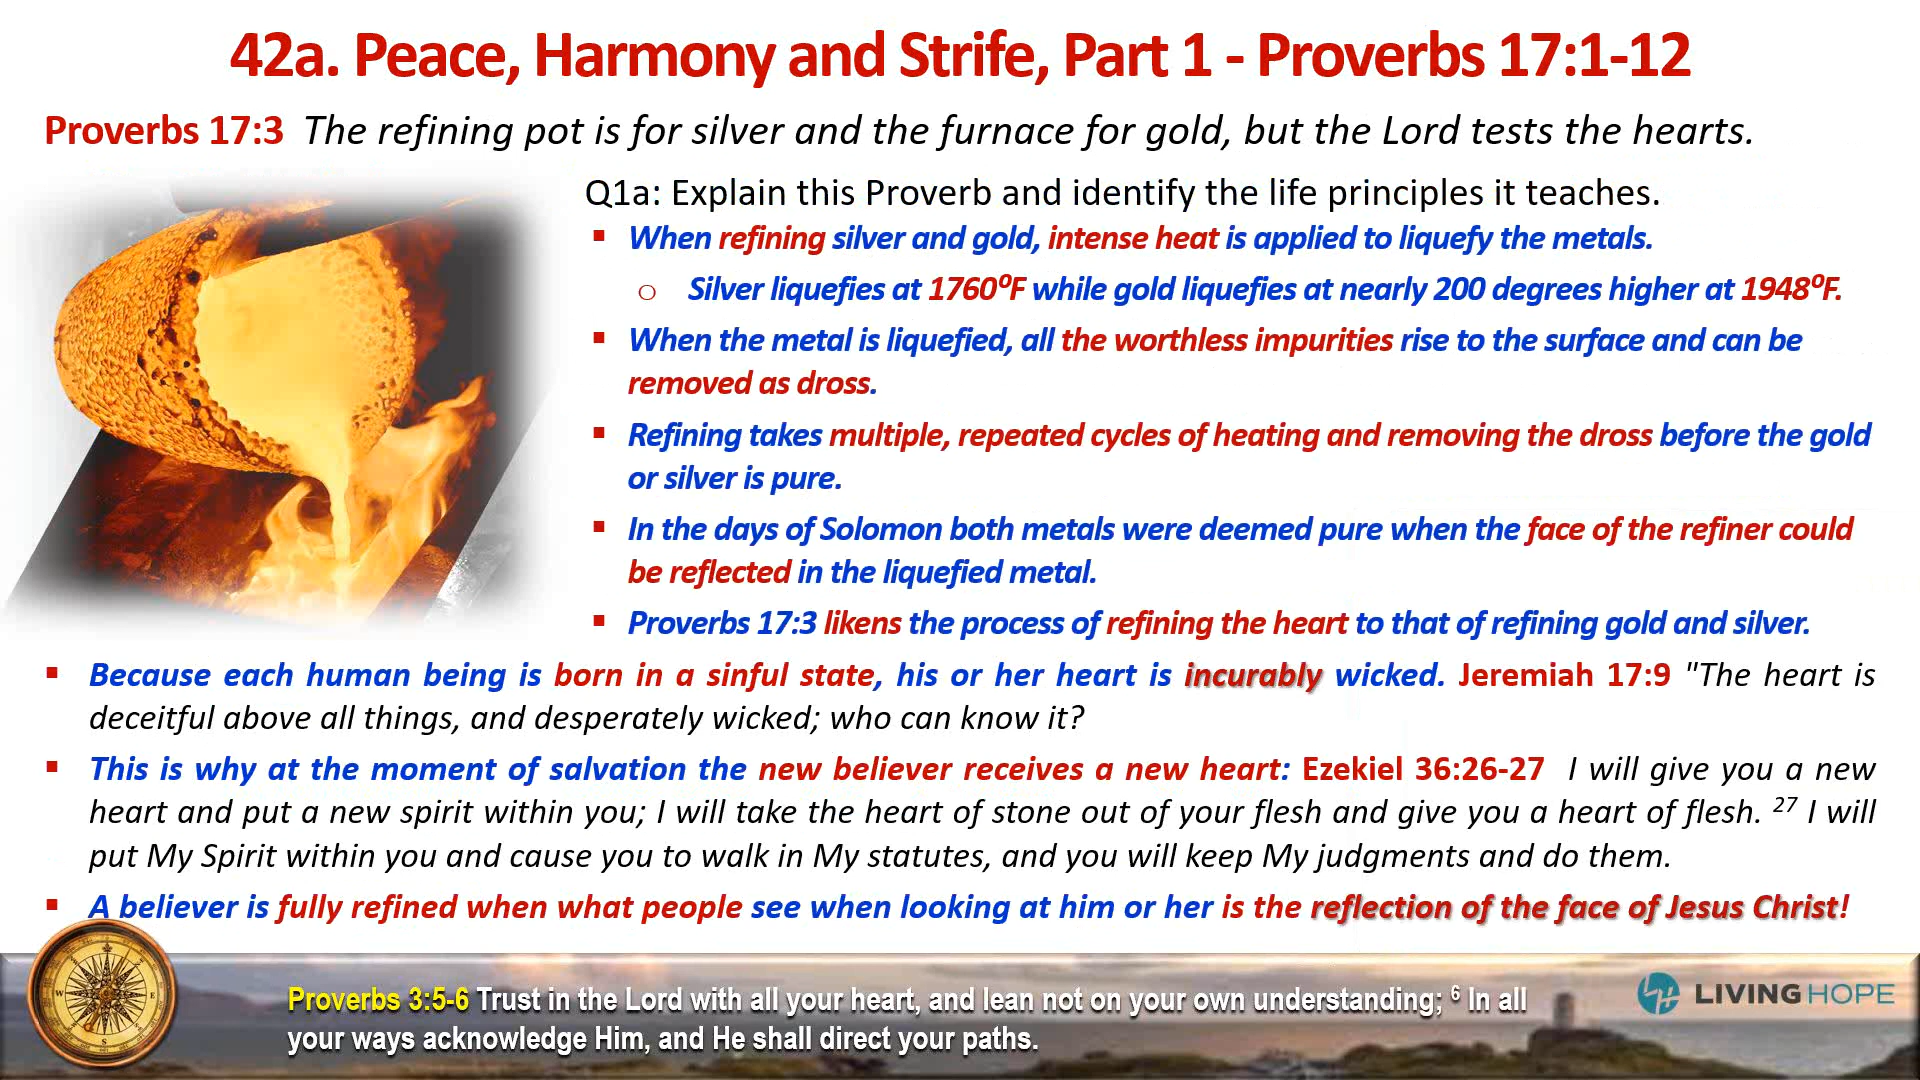 42a. Peace, Harmony and Strife, Part 1 - Proverbs 17:1-12
Proverbs 17:3 The refining pot is for silver and the furnace for gold, but the Lord tests the hearts.
Q1a: Explain this Proverb and identify the life principles it teaches.
▪ When refining silver and gold, intense heat is applied to liquefy the metals.
o Silver liquefies at 1760⁰F while gold liquefies at nearly 200 degrees higher at 1948⁰F.
▪ When the metal is liquefied, all the worthless impurities rise to the surface and can be
removed as dross.
▪ Refining takes multiple, repeated cycles of heating and removing the dross before the gold
or silver is pure.
▪ In the days of Solomon both metals were deemed pure when the face of the refiner could
be reflected in the liquefied metal.
▪ Proverbs 17:3 likens the process of refining the heart to that of refining gold and silver.
▪ Because each human being is born in a sinful state, his or her heart is incurably wicked. Jeremiah 17:9 "The heart is
deceitful above all things, and desperately wicked; who can know it?
▪ This is why at the moment of salvation the new believer receives a new heart: Ezekiel 36:26-27 I will give you a new
heart and put a new spirit within you; I will take the heart of stone out of your flesh and give you a heart of flesh. 27 I will
put My Spirit within you and cause you to walk in My statutes, and you will keep My judgments and do them.
▪ A believer is fully refined when what people see when looking at him or her is the reflection of the face of Jesus Christ!
Proverbs 3:5-6 Trust in the Lord with all your heart, and lean not on your own understanding; 6 In all
your ways acknowledge Him, and He shall direct your paths.
LIVING HOPE
W E
S